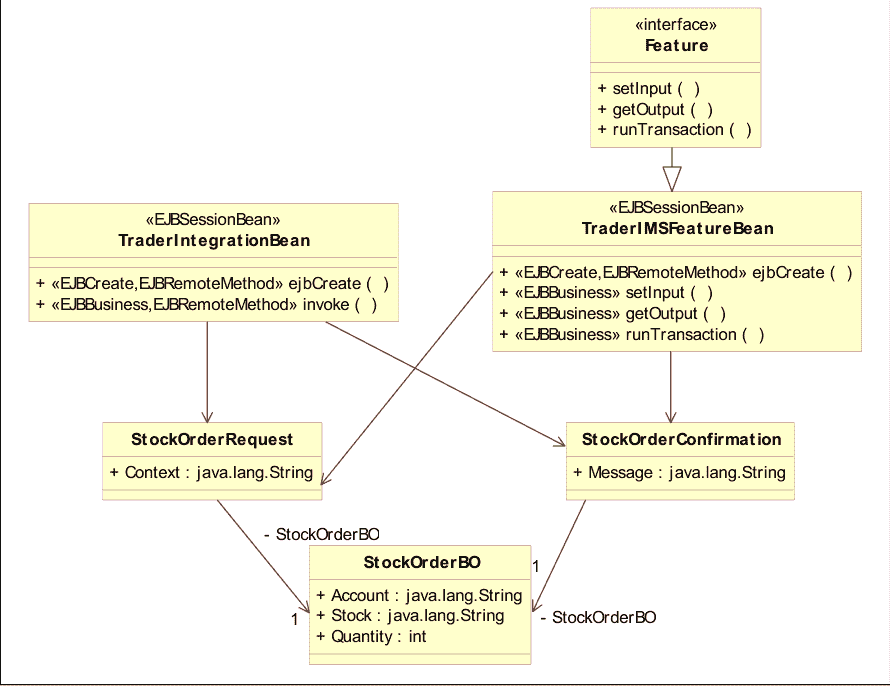 «interface»
Feature
+ setInput ( )
+ getOutput ( )
+ runTransaction ( )
«EJBSessionBean»
TraderIntegrationBean
+ «EJBCreate,EJBRemoteMethod» ejbCreate ( )
+ «EJBBusiness,EJBRemoteMethod» invoke ( )
«EJBSessionBean»
TraderIMSFeatureBean
+ «EJBCreate,EJBRemoteMethod» ejbCreate ( )
+ «EJBBusiness» setInput ( )
+ «EJBBusiness» getOutput ( )
+ «EJBBusiness» runTransaction ( )
StockOrderRequest
+ Context : java.lang.String
StockOrderConfirmation
+ Message : java.lang.String
- StockOrderBO
1
StockOrderBO
+ Account : java.lang.String
+ Stock : java.lang.String
+ Quantity : int
1
- StockOrderBO